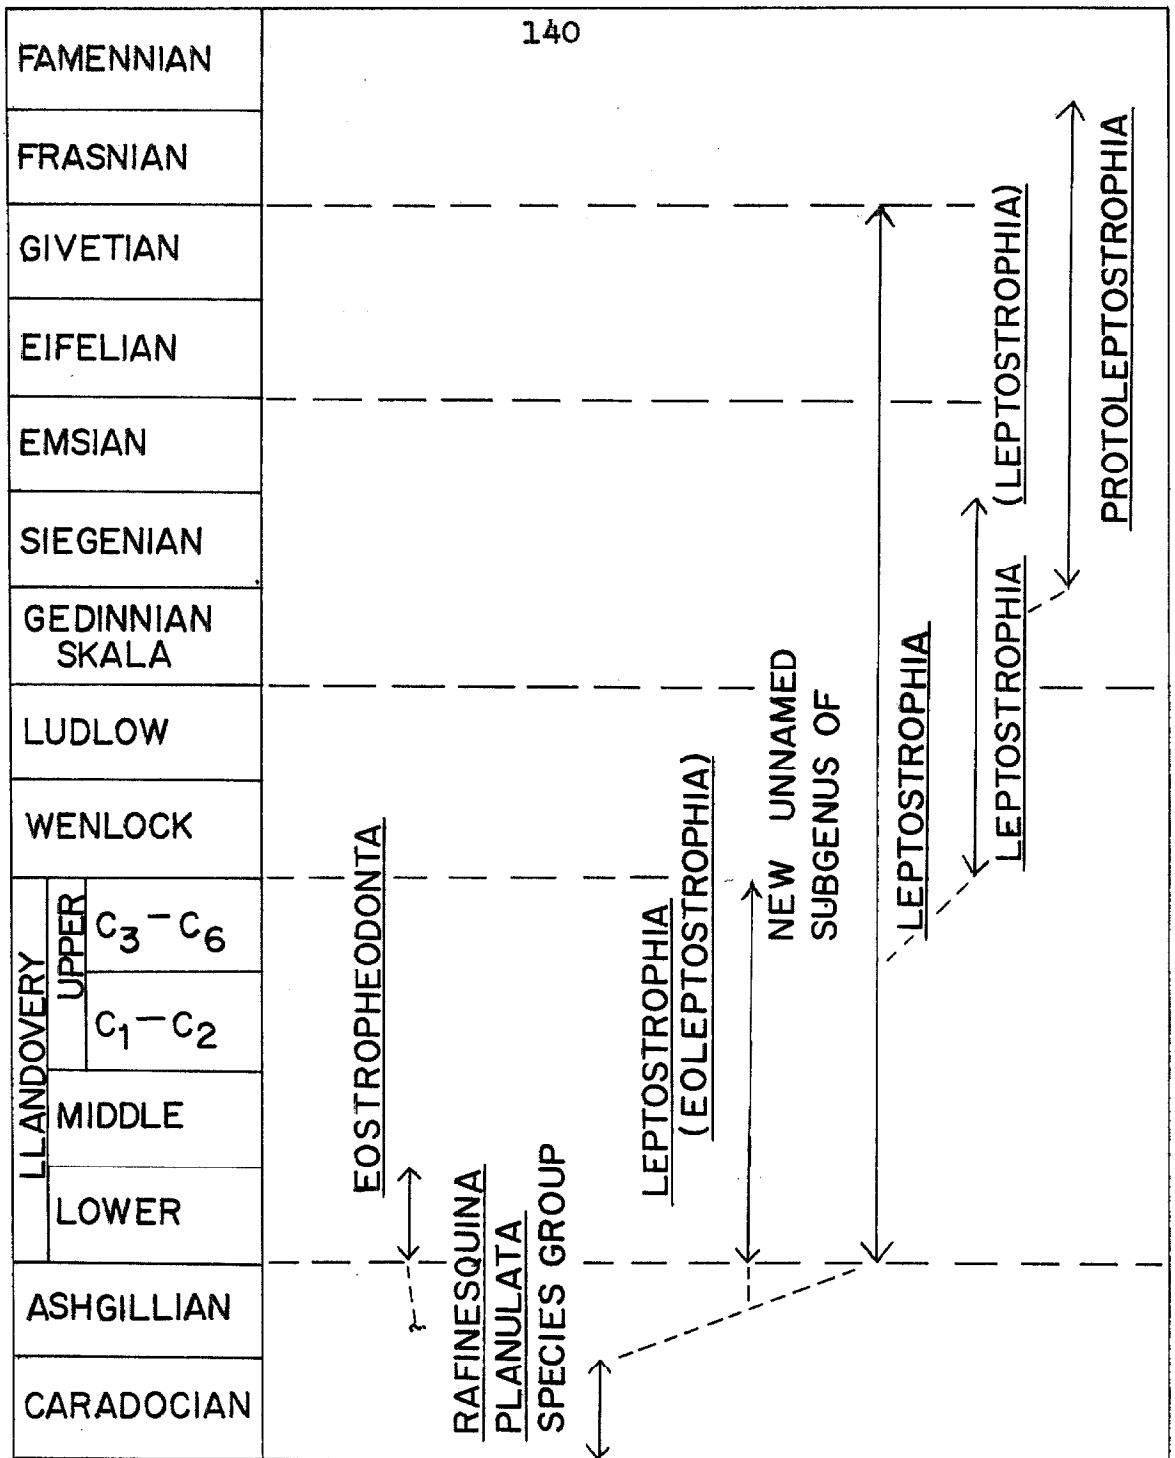 140
FAMENNIAN
FRASNIAN
GIVETIAN
EIFELIAN
EMSIAN
SIEGENIAN
GEDINNIAN
SKALA
LUDLOW
WENLOCK
LLANDOVERY
UPPER
C3–C6
C1–C2
MIDDLE
LOWER
ASHGILLIAN
CARADOCIAN
EOSTROPHEODONTA
RAFINESQUINA
PLANULATA
SPECIES GROUP
LEPTOSTROPHIA
(EOLEPTOSTROPHIA)
NEW UNNAMED
SUBGENUS OF
LEPTOSTROPHIA
LEPTOSTROPHIA
(LEPTOSTROPHIA)
PROTOLEPTOSTROPHIA